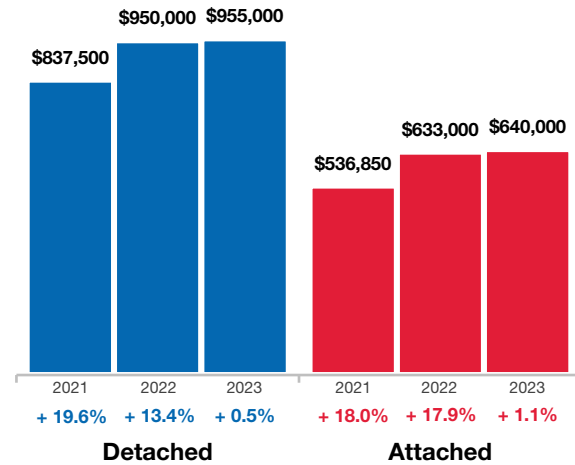 $837,500
$950,000
$955,000
$536,850
$633,000
$640,000
2021 2022 2023 2021 2022 2023
+ 19.6% + 13.4% + 0.5% + 18.0% + 17.9% + 1.1%
Detached Attached